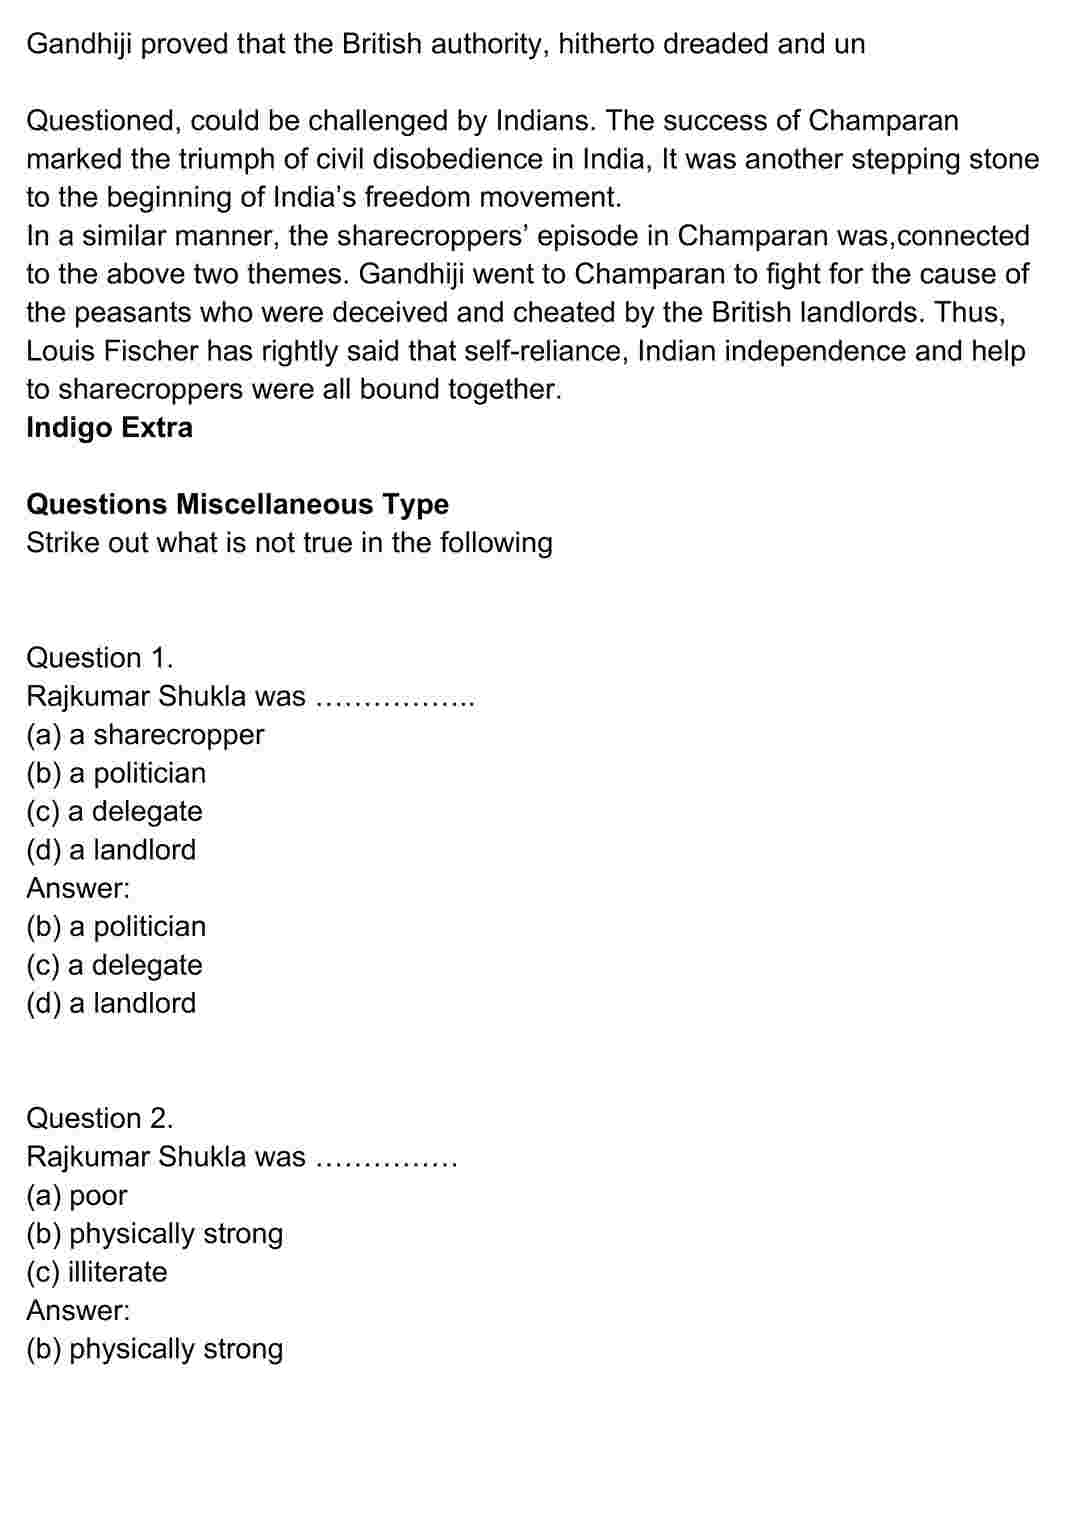 Gandhiji proved that the British authority, hitherto dreaded and un
Questioned, could be challenged by Indians. The success of Champaran
marked the triumph of civil disobedience in India, It was another stepping stone
to the beginning of India's freedom movement.
In a similar manner, the sharecroppers’ episode in Champaran was,connected
to the above two themes. Gandhiji went to Champaran to fight for the cause of
the peasants who were deceived and cheated by the British landlords. Thus,
Louis Fischer has rightly said that self-reliance, Indian independence and help
to sharecroppers were all bound together.
Indigo Extra
Questions Miscellaneous Type
Strike out what is not true in the following
Question 1.
Rajkumar Shukla was ……………..
(a) a sharecropper
(b) a politician
(c) a delegate
(d) a landlord
Answer:
(b) a politician
(c) a delegate
(d) a landlord
Question 2.
Rajkumar Shukla was ……………
(a) poor
(b) physically strong
(c) illiterate
Answer:
(b) physically strong